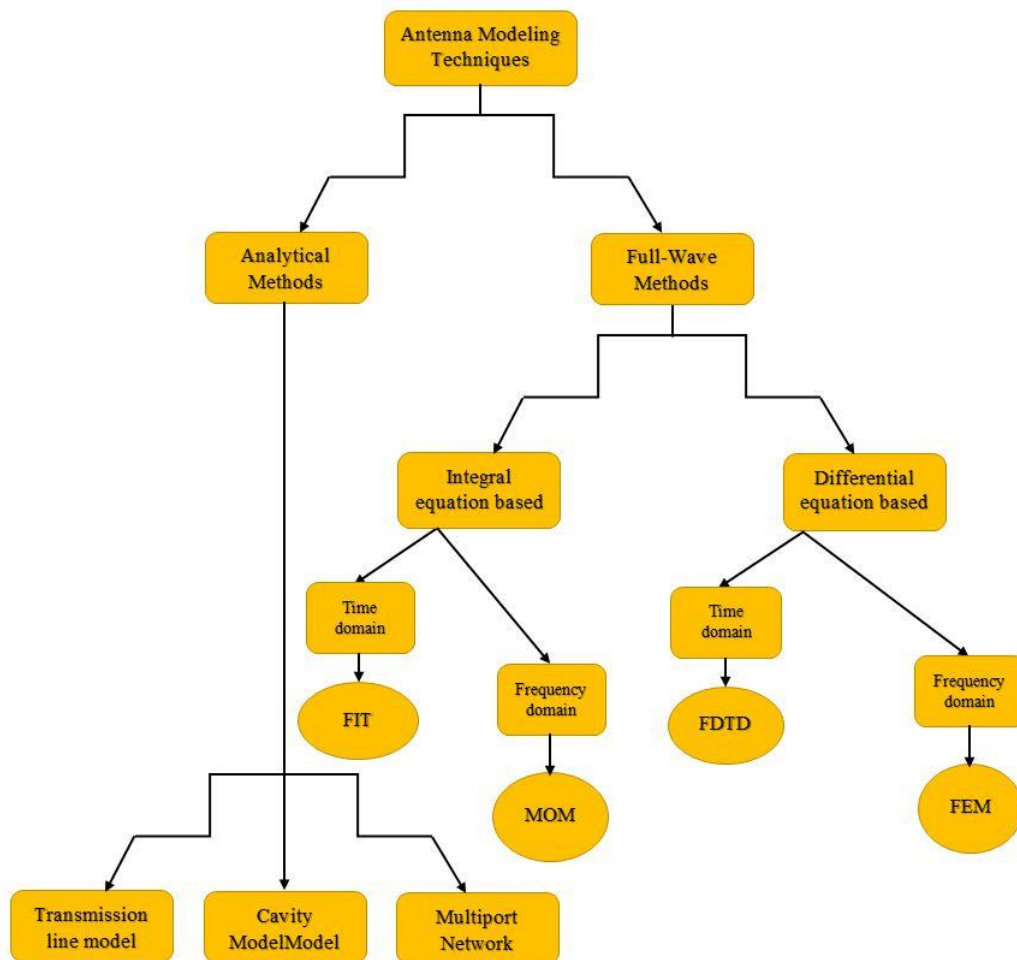 Antenna Modeling
Techniques
Analytical
Methods
Full-Wave
Methods
Integral
equation based
Differential
equation based
Time
domain
Time
domain
Frequency
domain
Frequency
domain
FIT
FDTD
MOM
FEM
Transmission
line model
Cavity
ModelModel
Multiport
Network